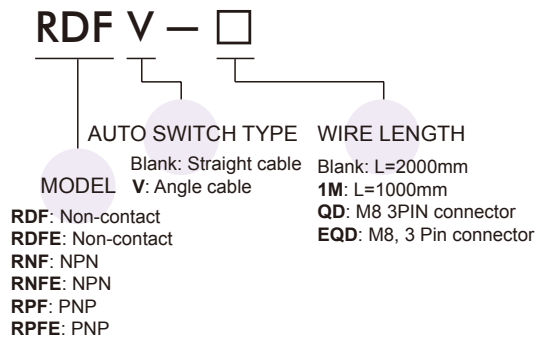 RDF V — □
AUTO SWITCH TYPE
Blank: Straight cable
V: Angle cable
WIRE LENGTH
Blank: L=2000mm
1M: L=1000mm
QD: M8 3PIN connector
EQD: M8, 3 Pin connector
MODEL
RDF: Non-contact
RDFE: Non-contact
RNF: NPN
RNFE: NPN
RPF: PNP
RPFE: PNP